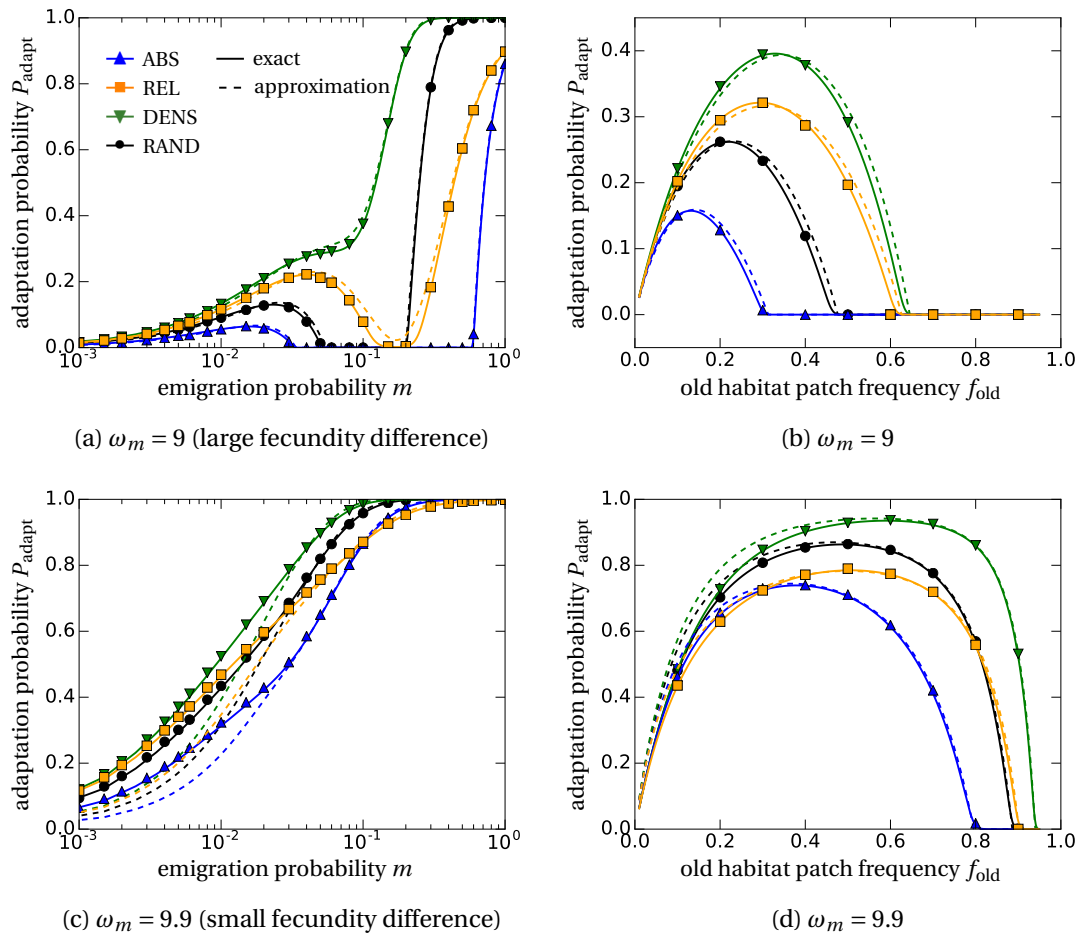 1.0
0.8
0.6
0.4
0.2
0.0
adaptation probability P_adapt
ABS
REL
DENS
RAND
exact
approximation
10^-3
10^-2
10^-1
10^0
emigration probability m
(a) ω_m = 9 (large fecundity difference)
0.4
0.3
0.2
0.1
0.0
adaptation probability P_adapt
0.0 0.2 0.4 0.6 0.8 1.0
old habitat patch frequency f_old
(b) ω_m = 9
1.0
0.8
0.6
0.4
0.2
0.0
adaptation probability P_adapt
10^-3
10^-2
10^-1
10^0
emigration probability m
(c) ω_m = 9.9 (small fecundity difference)
1.0
0.8
0.6
0.4
0.2
0.0
adaptation probability P_adapt
0.0 0.2 0.4 0.6 0.8 1.0
old habitat patch frequency f_old
(d) ω_m = 9.9